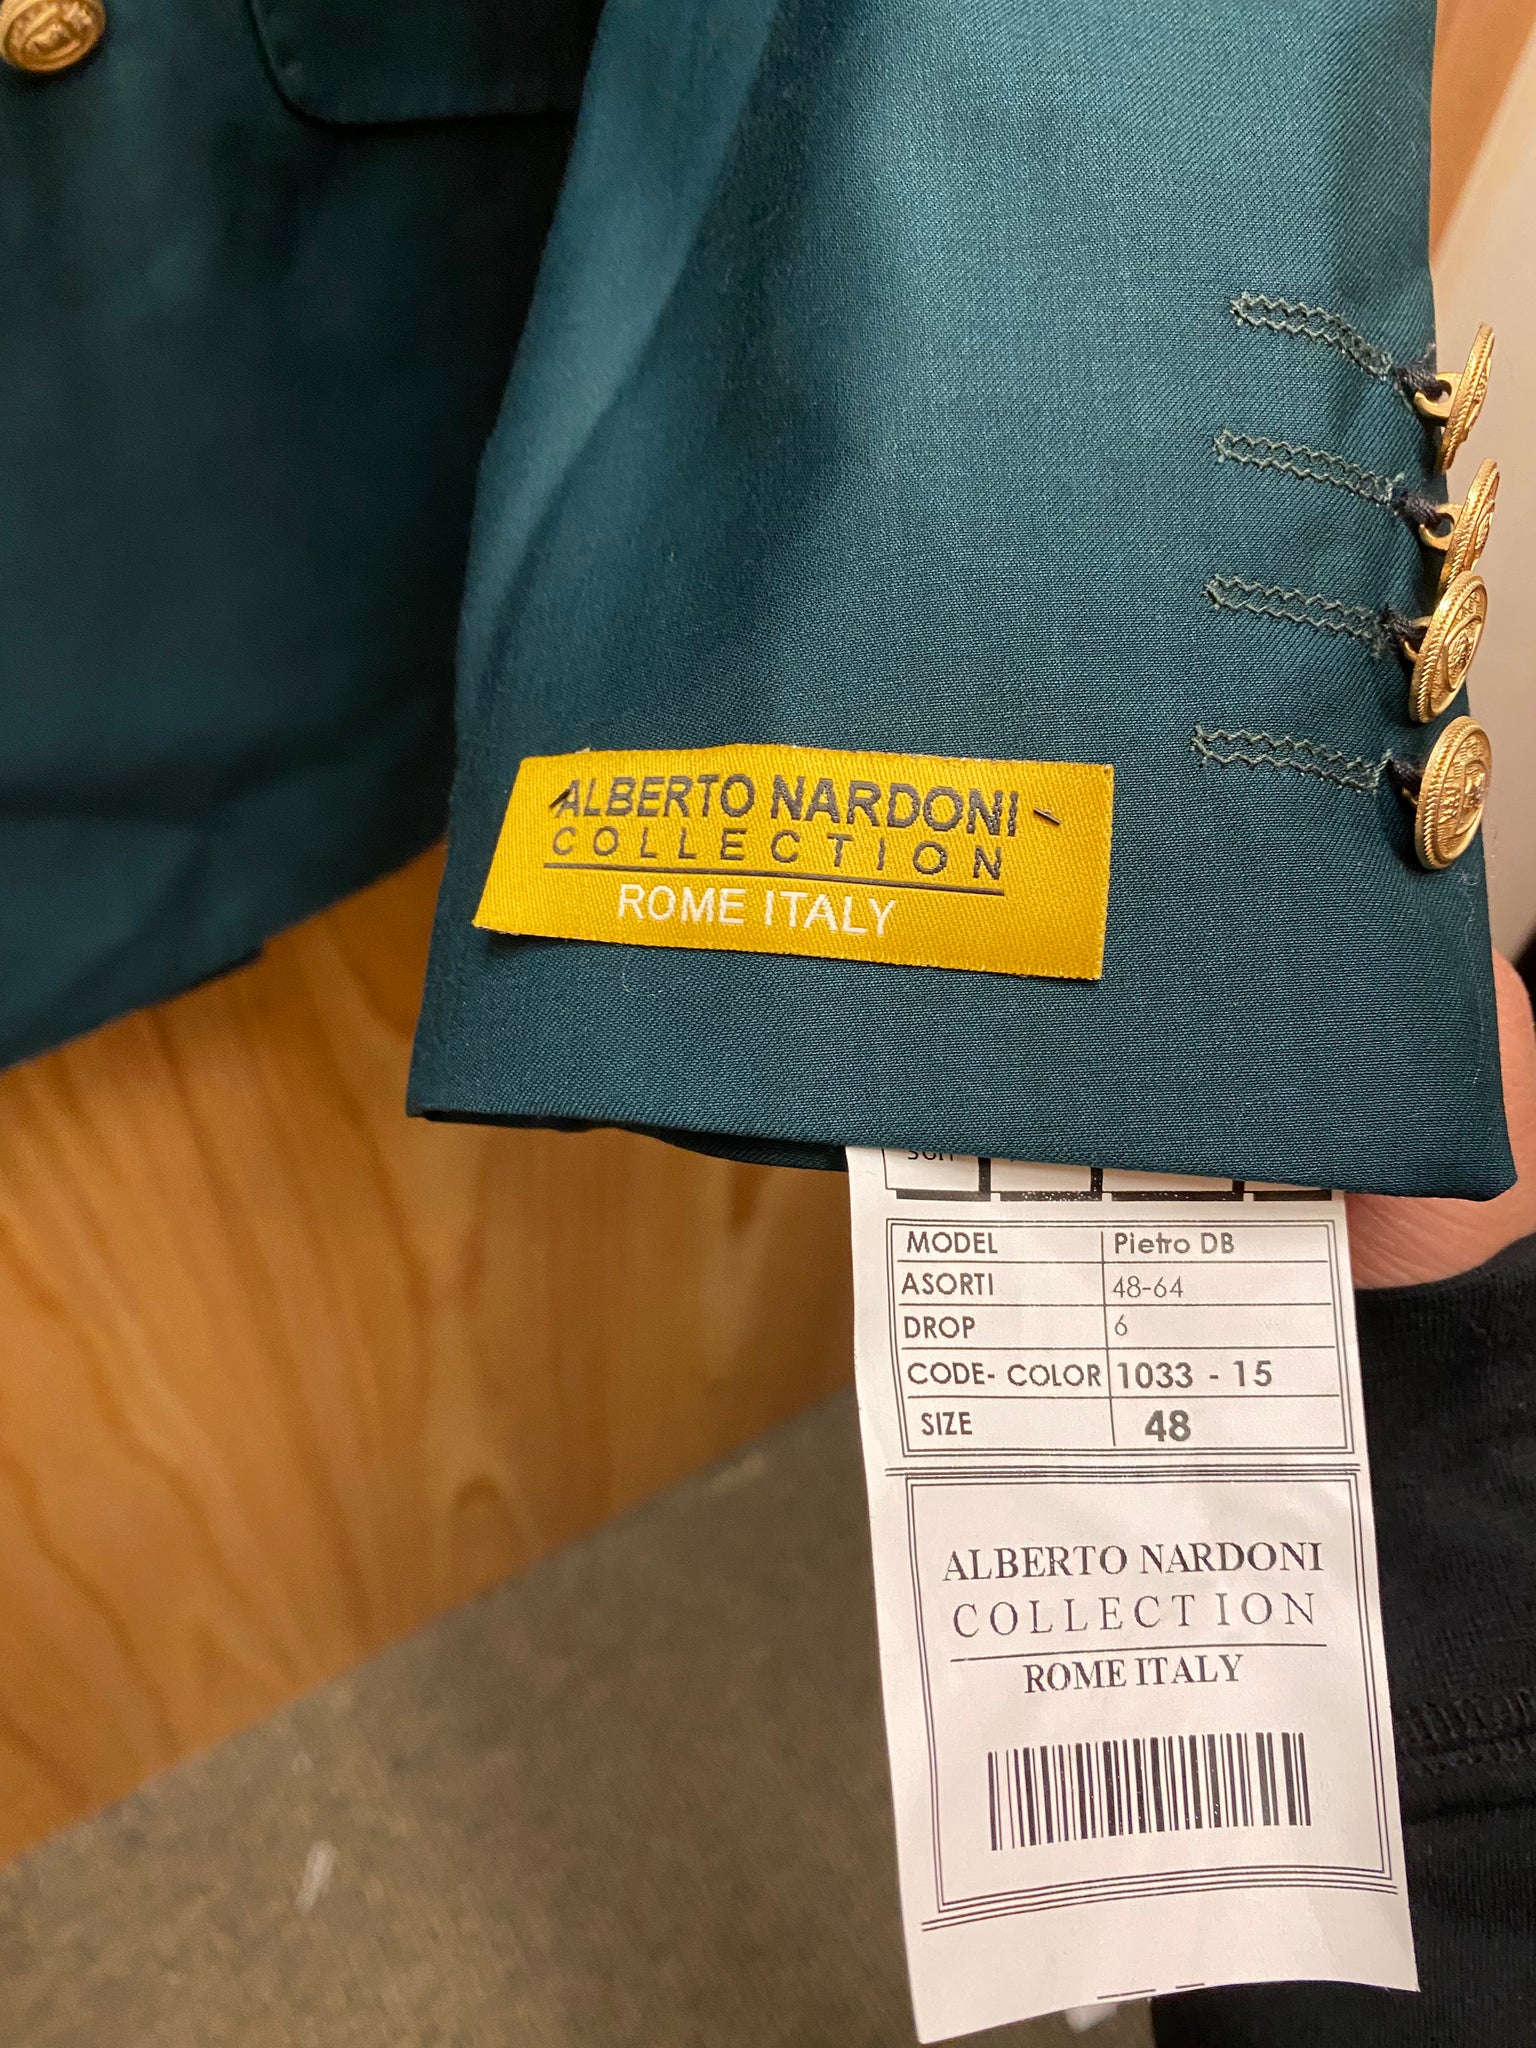 ALBERTO NARDONI
COLLECTION
ROME ITALY
MODEL Pietro DB
ASORTI 48-64
DROP 6
CODE- COLOR 1033 - 15
SIZE 48
ALBERTO NARDONI
COLLECTION
ROME ITALY